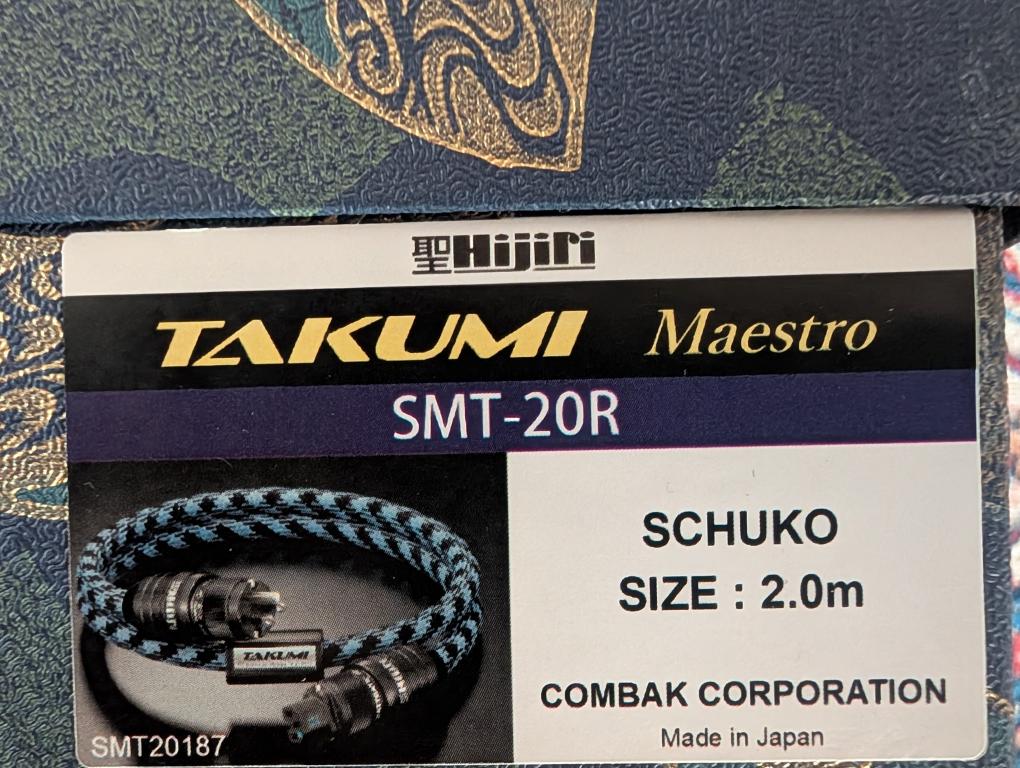 聖Hijiri
TAKUMI Maestro
SMT-20R
SCHUKO
SIZE : 2.0m
TAKUMI
COMBAK CORPORATION
Made in Japan
SMT20187